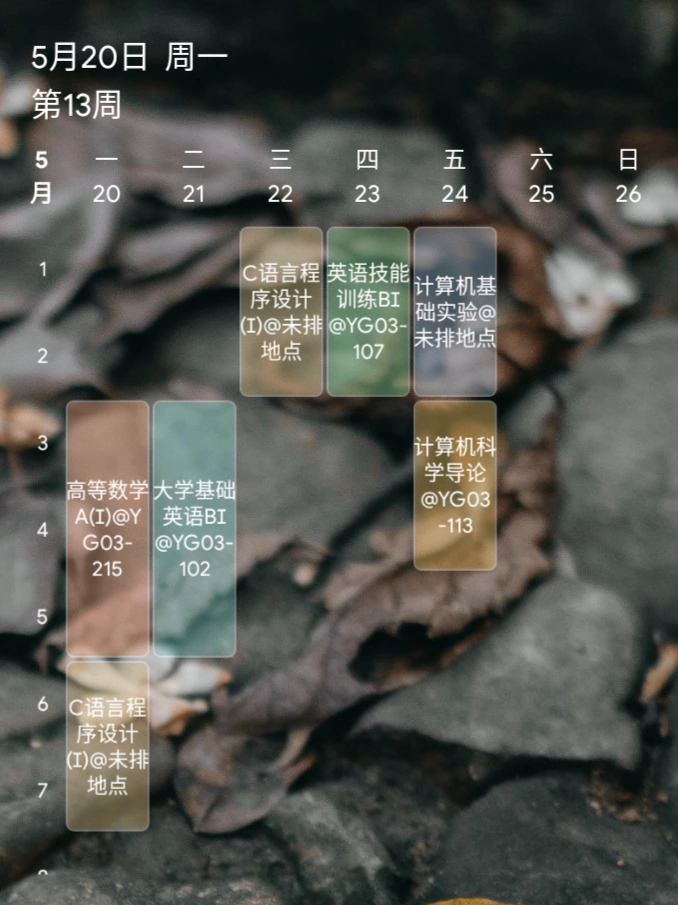 5月20日 周一
第13周
5
月
一 二 三 四 五 六 日
20 21 22 23 24 25 26
1
2
3
4
5
6
7
C语言程
序设计
(I)@未排
地点
英语技能
训练BI
@YG03-
107
计算机基
础实验@
未排地点
高等数学
A(I)@Y
G03-
215
大学基础
英语BI
@YG03-
102
计算机科
学导论
@YG03
-113
C语言程
序设计
(I)@未排
地点